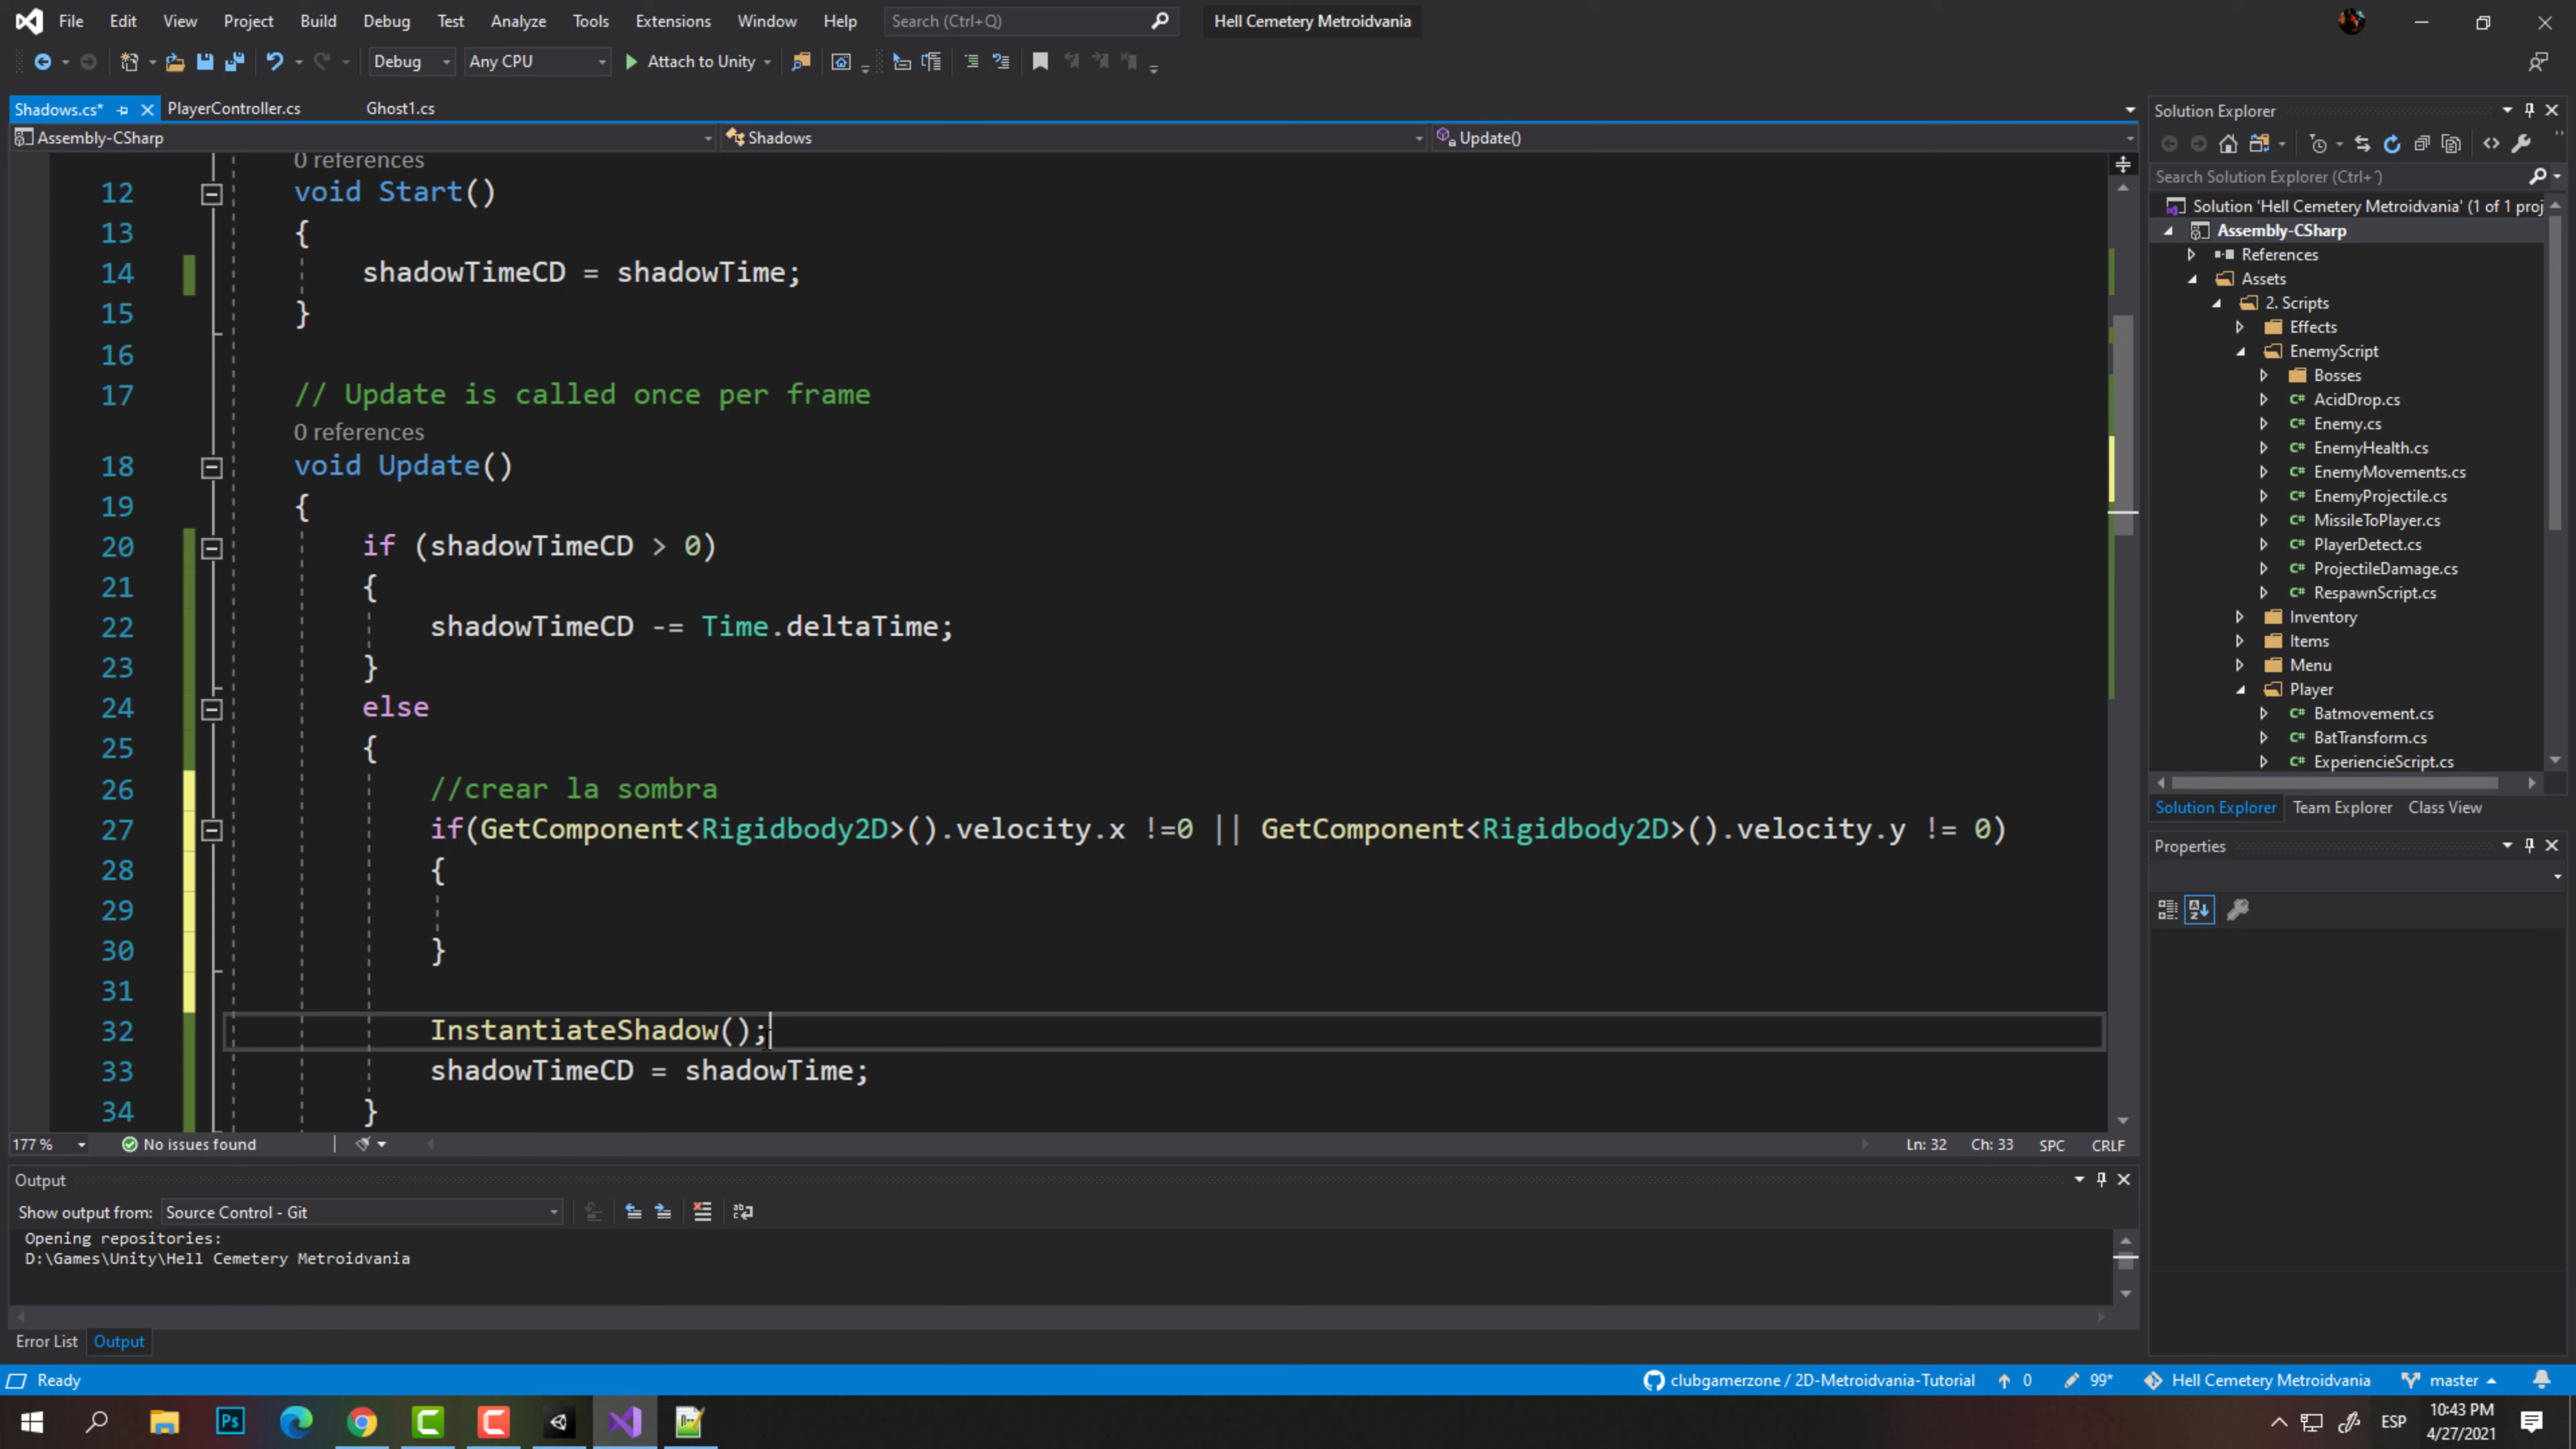 File Edit View Project Build Debug Test Analyze Tools Extensions Window Help Search (Ctrl+Q) Hell Cemetery Metroidvania
Debug Any CPU Attach to Unity
Shadows.cs* PlayerController.cs Ghost1.cs
Assembly-CSharp Shadows Update()
0 references
12 void Start()
13 {
14 shadowTimeCD = shadowTime;
15 }
16
17 // Update is called once per frame
0 references
18 void Update()
19 {
20 if (shadowTimeCD > 0)
21 {
22 shadowTimeCD -= Time.deltaTime;
23 }
24 else
25 {
26 //crear la sombra
27 if(GetComponent<Rigidbody2D>().velocity.x !=0 || GetComponent<Rigidbody2D>().velocity.y != 0)
28 {
29
30 }
31
32 InstantiateShadow();
33 shadowTimeCD = shadowTime;
34 }
177 % No issues found Ln: 32 Ch: 33 SPC CRLF
Output
Show output from: Source Control - Git
Opening repositories:
D:\Games\Unity\Hell Cemetery Metroidvania
Error List Output
Solution Explorer
Search Solution Explorer (Ctrl+´)
Solution 'Hell Cemetery Metroidvania' (1 of 1 proj
Assembly-CSharp
References
Assets
2. Scripts
Effects
EnemyScript
Bosses
C# AcidDrop.cs
C# Enemy.cs
C# EnemyHealth.cs
C# EnemyMovements.cs
C# EnemyProjectile.cs
C# MissileToPlayer.cs
C# PlayerDetect.cs
C# ProjectileDamage.cs
C# RespawnScript.cs
Inventory
Items
Menu
Player
C# Batmovement.cs
C# BatTransform.cs
C# ExperiencieScript.cs
Solution Explorer Team Explorer Class View
Properties
Ready clubgamerzone / 2D-Metroidvania-Tutorial 0 99* Hell Cemetery Metroidvania master
Ps ESP 10:43 PM
4/27/2021